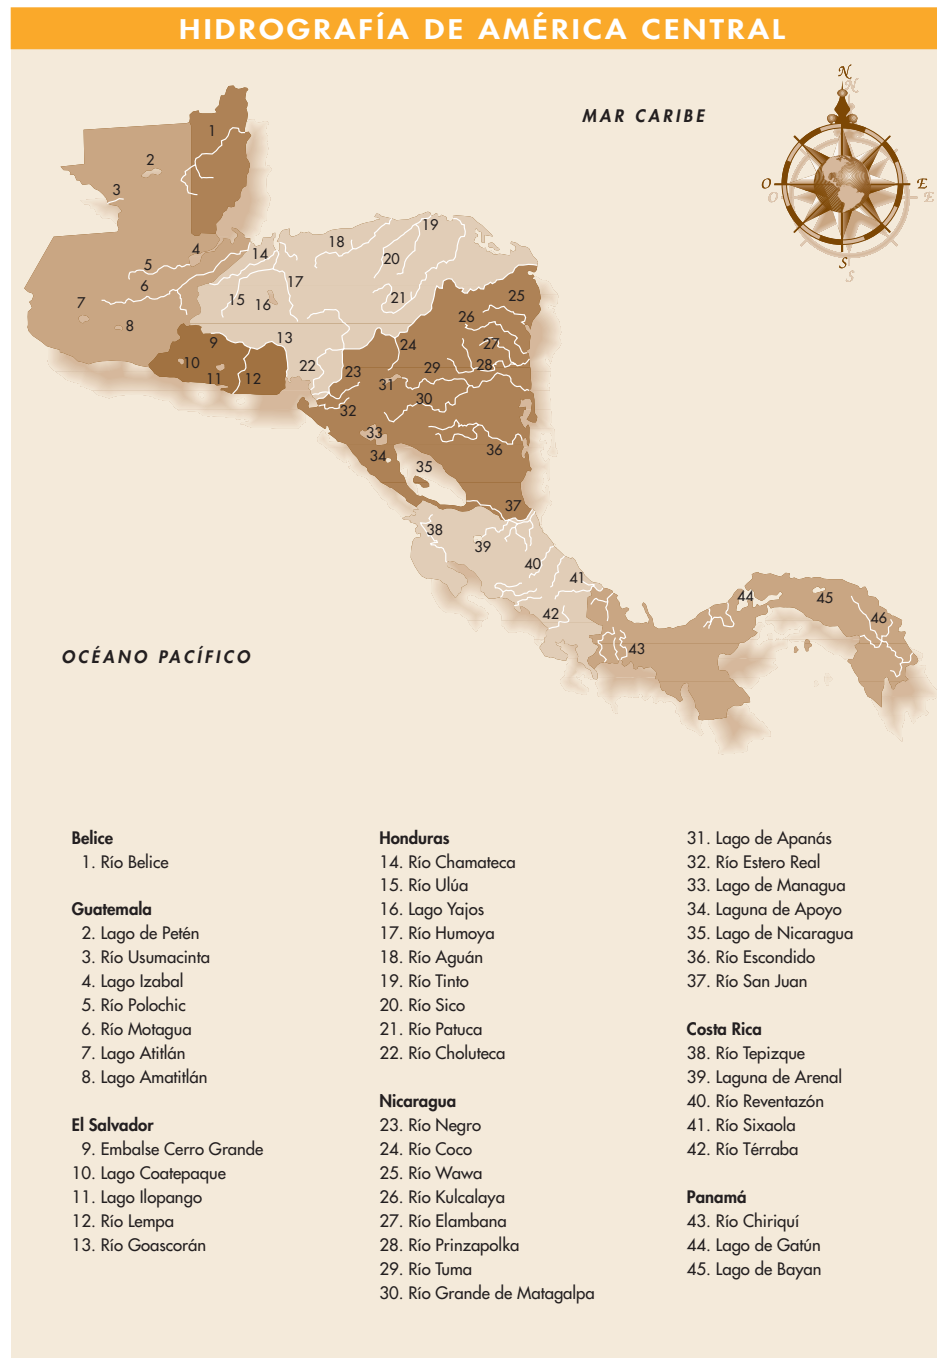 HIDROGRAFÍA DE AMÉRICA CENTRAL
MAR CARIBE
N
N
O
E
O
E
S
S
1
2
3
4
5
6
7
8
9
10
11
12
13
14
15
16
17
18
19
20
21
22
23
24
25
26
27
28
29
30
31
32
33
34
35
36
37
38
39
40
41
42
43
44
45
46
OCÉANO PACÍFICO
Belice
1. Río Belice
Guatemala
2. Lago de Petén
3. Río Usumacinta
4. Lago Izabal
5. Río Polochic
6. Río Motagua
7. Lago Atitlán
8. Lago Amatitlán
El Salvador
9. Embalse Cerro Grande
10. Lago Coatepaque
11. Lago Ilopango
12. Río Lempa
13. Río Goascorán
Honduras
14. Río Chamateca
15. Río Ulúa
16. Lago Yajos
17. Río Humoya
18. Río Aguán
19. Río Tinto
20. Río Sico
21. Río Patuca
22. Río Choluteca
Nicaragua
23. Río Negro
24. Río Coco
25. Río Wawa
26. Río Kulcalaya
27. Río Elambana
28. Río Prinzapolka
29. Río Tuma
30. Río Grande de Matagalpa
31. Lago de Apanás
32. Río Estero Real
33. Lago de Managua
34. Laguna de Apoyo
35. Lago de Nicaragua
36. Río Escondido
37. Río San Juan
Costa Rica
38. Río Tepizque
39. Laguna de Arenal
40. Río Reventazón
41. Río Sixaola
42. Río Térraba
Panamá
43. Río Chiriquí
44. Lago de Gatún
45. Lago de Bayan